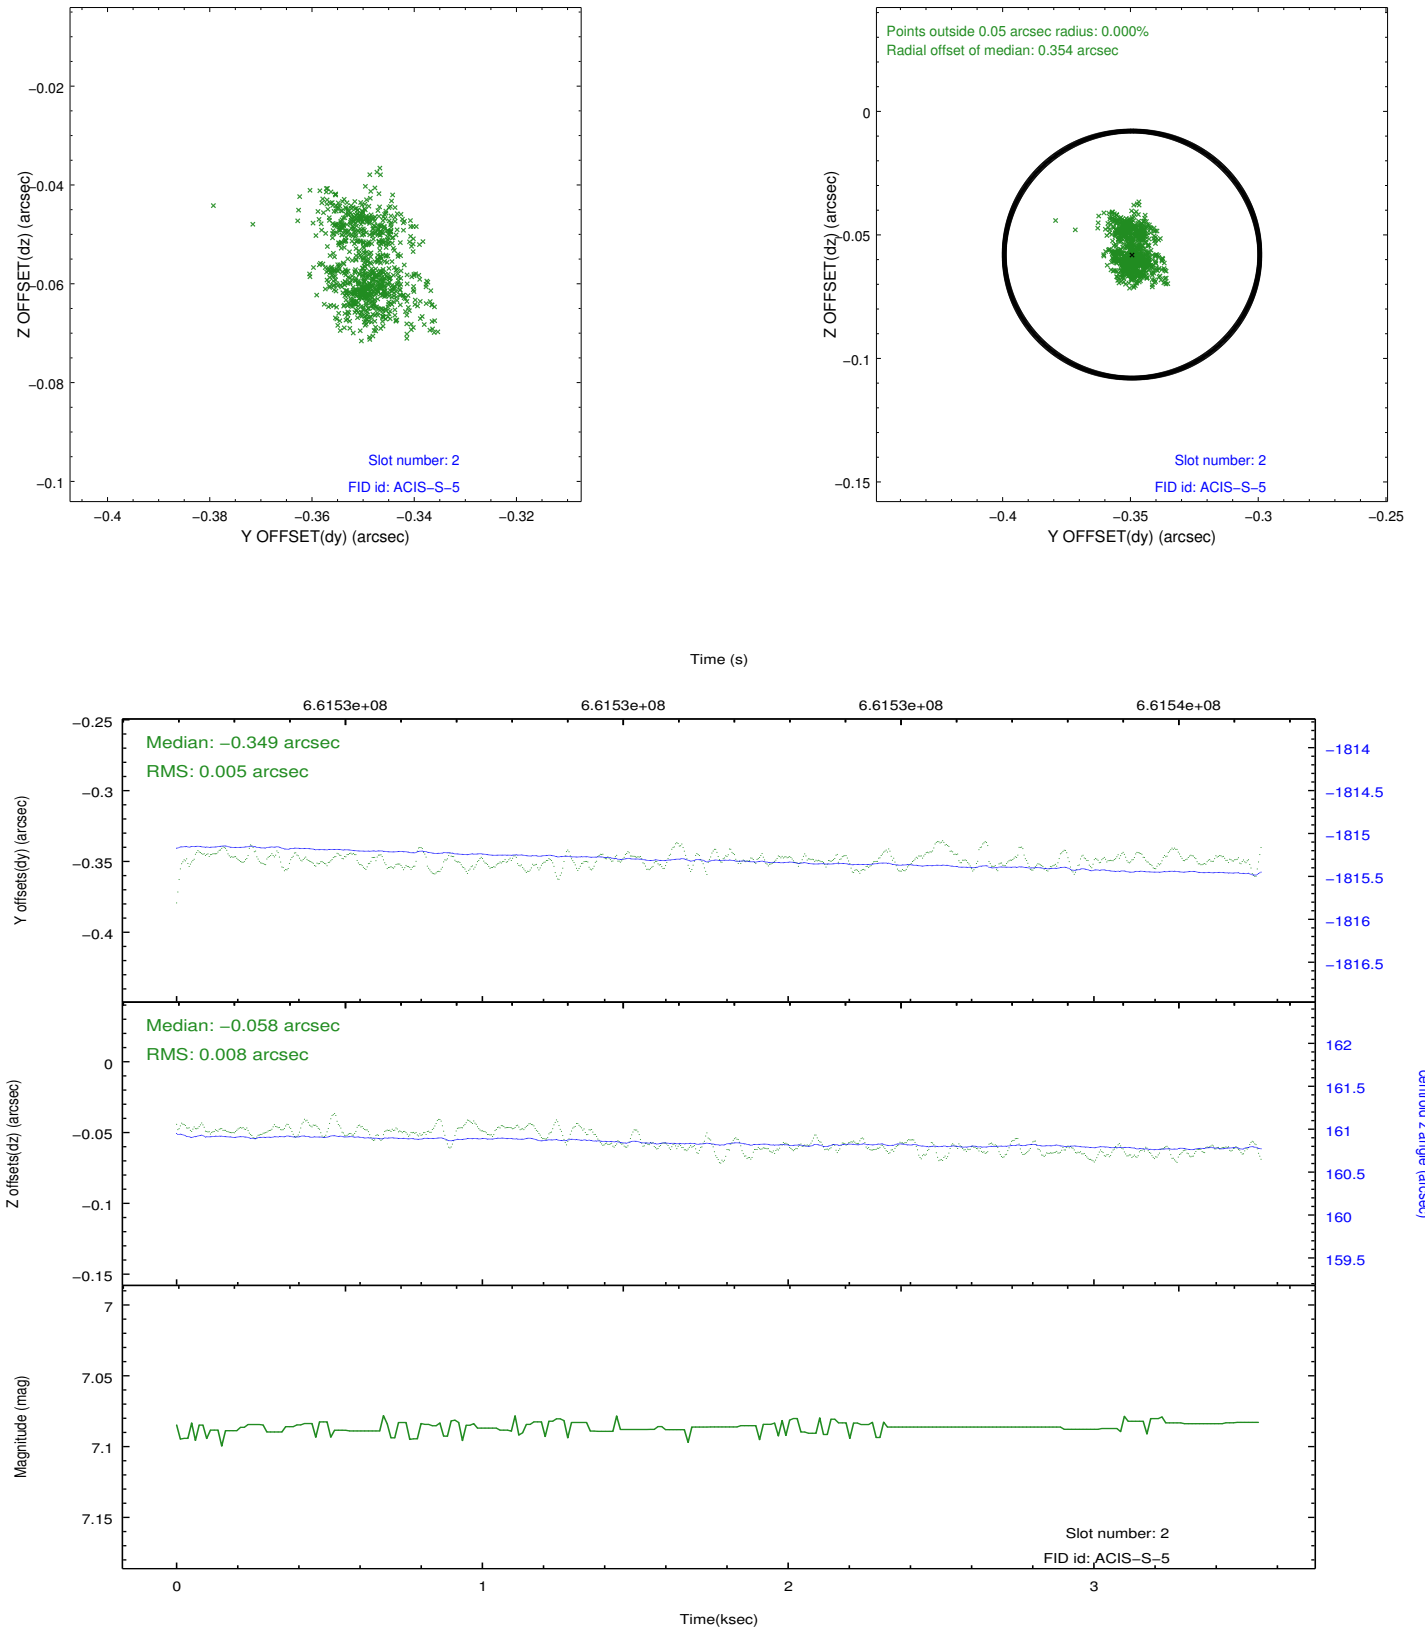 −0.02
−0.04
−0.06
−0.08
−0.1
Z OFFSET(dz) (arcsec)
Slot number: 2
FID id: ACIS−S−5
−0.4
−0.38
−0.36
−0.34
−0.32
Y OFFSET(dy) (arcsec)
Points outside 0.05 arcsec radius: 0.000%
Radial offset of median: 0.354 arcsec
0
−0.05
−0.1
−0.15
Z OFFSET(dz) (arcsec)
Slot number: 2
FID id: ACIS−S−5
−0.4
−0.35
−0.3
−0.25
Y OFFSET(dy) (arcsec)
Time (s)
6.6153e+08
6.6153e+08
6.6153e+08
6.6154e+08
−0.25
−0.3
−0.35
−0.4
Y offsets(dy) (arcsec)
Median: −0.349 arcsec
RMS: 0.005 arcsec
−1814
−1814.5
−1815
−1815.5
−1816
−1816.5
0
−0.05
−0.1
−0.15
Z offsets(dz) (arcsec)
Median: −0.058 arcsec
RMS: 0.008 arcsec
162
161.5
161
160.5
160
159.5
centroid z angle (arcsec)
7
7.05
7.1
7.15
Magnitude (mag)
Slot number: 2
FID id: ACIS−S−5
0
1
2
3
Time(ksec)